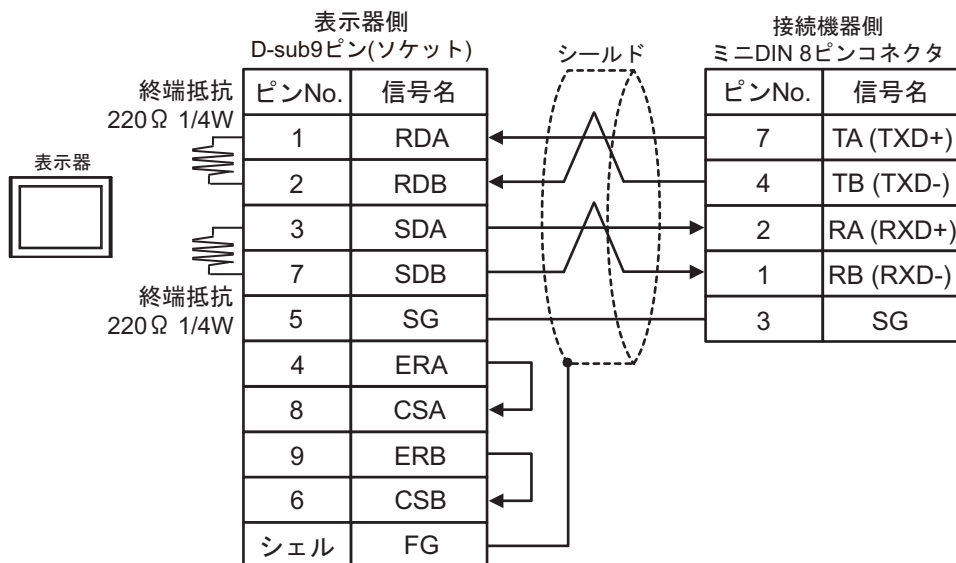 表示器側
D-sub9ピン(ソケット)
シールド
接続機器側
ミニDIN 8ピンコネクタ
終端抵抗
220Ω 1/4W
表示器
終端抵抗
220Ω 1/4W
ピンNo. 信号名
1 RDA
2 RDB
3 SDA
7 SDB
5 SG
4 ERA
8 CSA
9 ERB
6 CSB
シェル FG
ピンNo. 信号名
7 TA (TXD+)
4 TB (TXD-)
2 RA (RXD+)
1 RB (RXD-)
3 SG